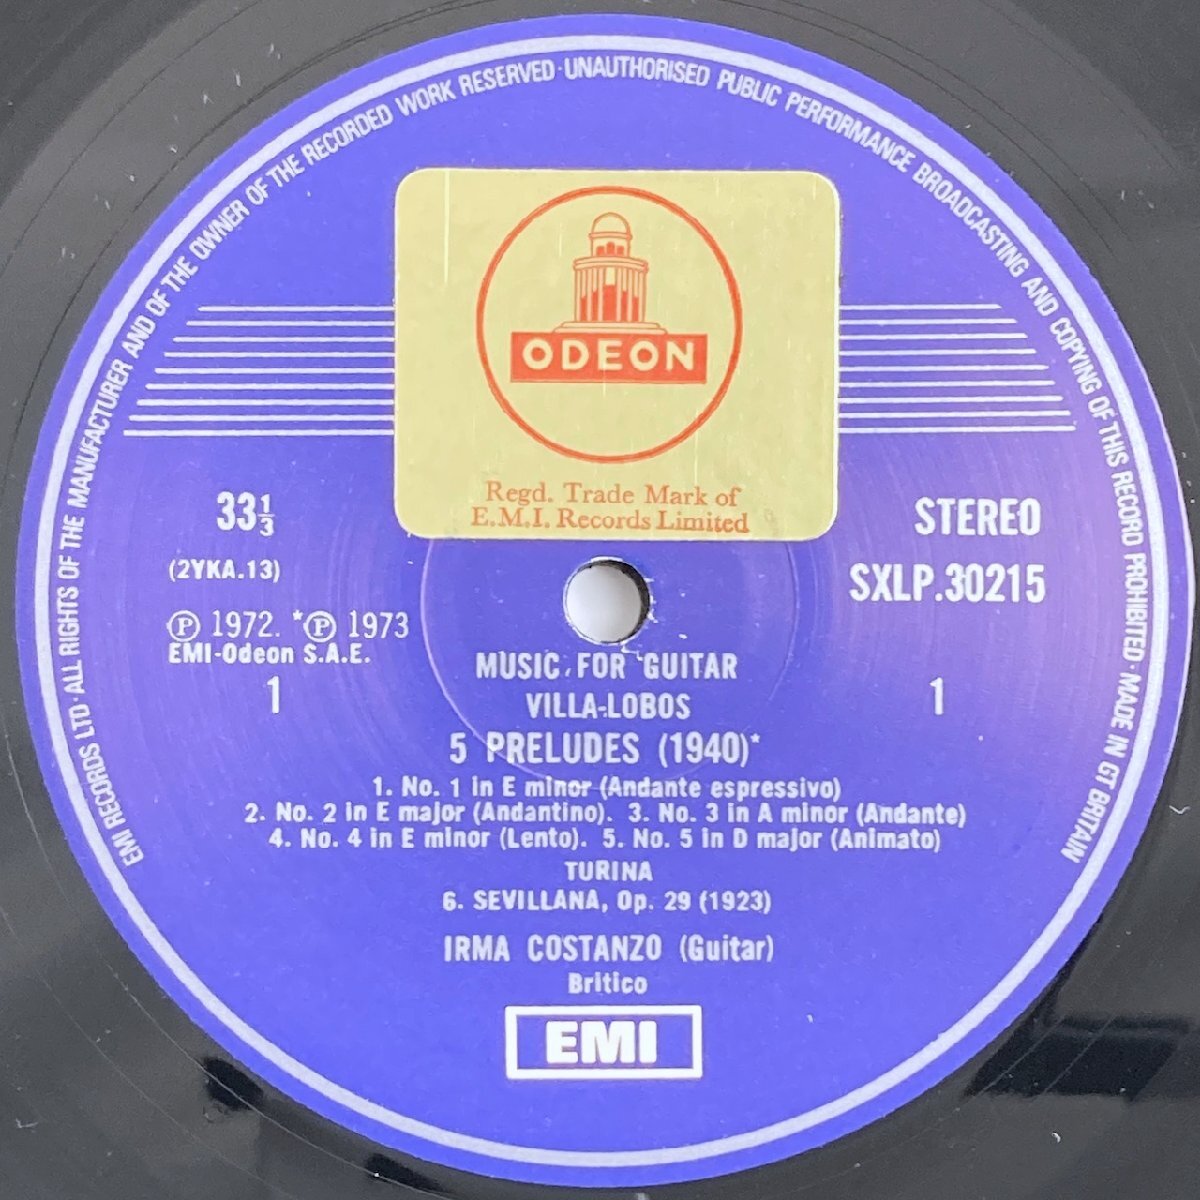 EMI RECORDS LTD · ALL RIGHTS OF THE MANUFACTURER AND OF THE OWNER OF THE RECORDED WORK RESERVED · UNAUTHORISED PUBLIC PERFORMANCE BROADCASTING AND COPYING OF THIS RECORD PROHIBITED · MADE IN GT BRITAIN
ODEON
Regd. Trade Mark of
E.M.I. Records Limited
33⅓
(2YKA.13)
℗ 1972. *℗ 1973
EMI-Odeon S.A.E.
1
STEREO
SXLP.30215
1
MUSIC FOR GUITAR
VILLA-LOBOS
5 PRELUDES (1940)*
1. No. 1 in E minor (Andante espressivo)
2. No. 2 in E major (Andantino). 3. No. 3 in A minor (Andante)
4. No. 4 in E minor (Lento). 5. No. 5 in D major (Animato)
TURINA
6. SEVILLANA, Op. 29 (1923)
IRMA COSTANZO (Guitar)
Britico
EMI